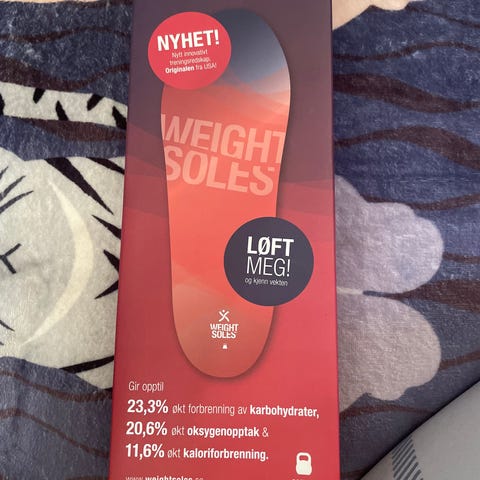 NYHET!
Nytt innovativt
treningsredskap.
Originalen fra USA!
WEIGHT
SOLES
LØFT
MEG!
og kjenn vekten
WEIGHT
SOLES
Gir opptil
23,3% økt forbrenning av karbohydrater,
20,6% økt oksygenopptak &
11,6% økt kaloriforbrenning.